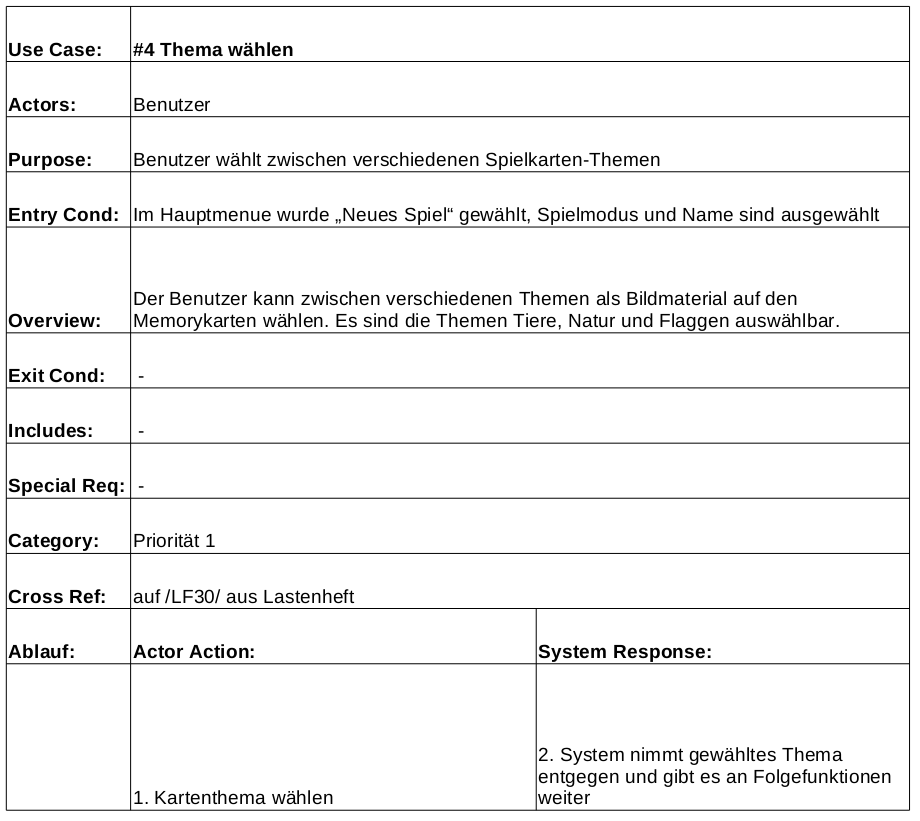 Use Case: #4 Thema wählen
Actors: Benutzer
Purpose: Benutzer wählt zwischen verschiedenen Spielkarten-Themen
Entry Cond: Im Hauptmenue wurde „Neues Spiel“ gewählt, Spielmodus und Name sind ausgewählt
Der Benutzer kann zwischen verschiedenen Themen als Bildmaterial auf den
Overview: Memorykarten wählen. Es sind die Themen Tiere, Natur und Flaggen auswählbar.
Exit Cond: -
Includes: -
Special Req: -
Category: Priorität 1
Cross Ref: auf /LF30/ aus Lastenheft
Ablauf: Actor Action: System Response:
1. Kartenthema wählen
2. System nimmt gewähltes Thema
entgegen und gibt es an Folgefunktionen
weiter